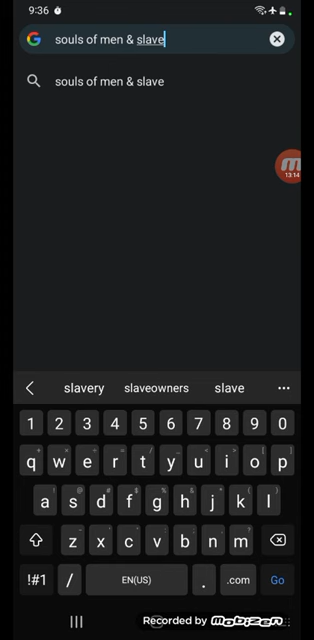 9:36
souls of men & slave
souls of men & slave
13:14
slavery slaveowners slave
1 2 3 4 5 6 7 8 9 0
q w e r t y u i o p
a s d f g h j k l
z x c v b n m
!#1 / EN(US) . .com Go
Recorded by mobizen